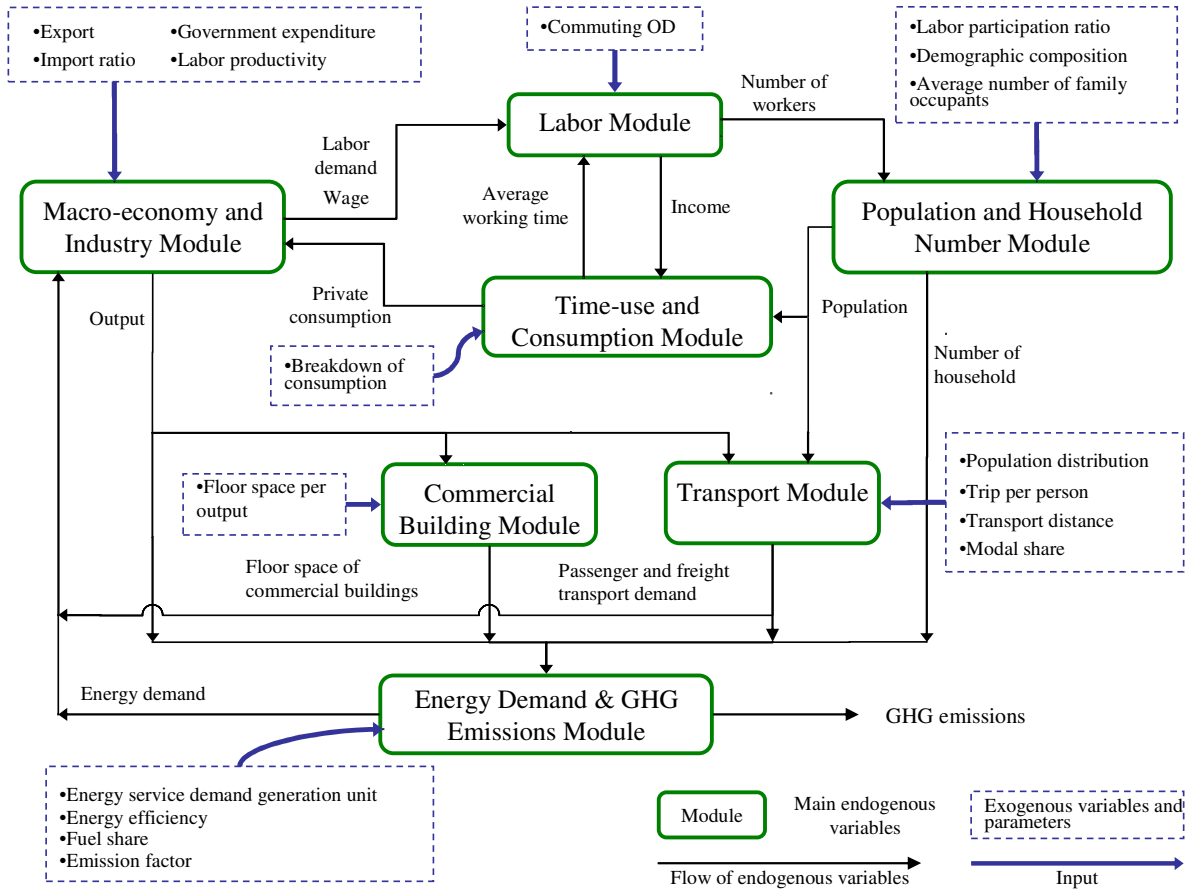 •Export
•Government expenditure
•Import ratio
•Labor productivity
•Commuting OD
•Labor participation ratio
•Demographic composition
•Average number of family
occupants
Number of
workers
Labor Module
Labor
demand
Wage
Average
working time
Income
Macro-economy and
Industry Module
Population and Household
Number Module
Private
consumption
Time-use and
Consumption Module
Population
Output
•Breakdown of
consumption
Number of
household
•Floor space per
output
Commercial
Building Module
Transport Module
•Population distribution
•Trip per person
•Transport distance
•Modal share
Floor space of
commercial buildings
Passenger and freight
transport demand
Energy demand
Energy Demand & GHG
Emissions Module
GHG emissions
•Energy service demand generation unit
•Energy efficiency
•Fuel share
•Emission factor
Module
Main endogenous
variables
Exogenous variables and
parameters
Flow of endogenous variables
Input